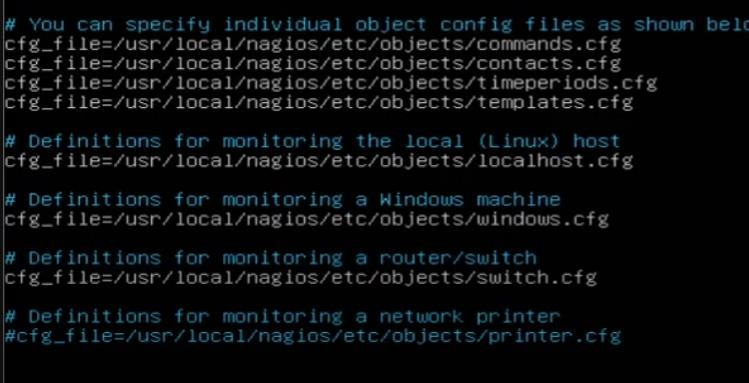 # You can specify individual object config files as shown
cfg_file=/usr/local/nagios/etc/objects/commands.cfg
cfg_file=/usr/local/nagios/etc/objects/contacts.cfg
cfg_file=/usr/local/nagios/etc/objects/timeperiods.cfg
cfg_file=/usr/local/nagios/etc/objects/templates.cfg
# Definitions for monitoring the local (Linux) host
cfg_file=/usr/local/nagios/etc/objects/localhost.cfg
# Definitions for monitoring a Windows machine
cfg_file=/usr/local/nagios/etc/objects/windows.cfg
# Definitions for monitoring a router/switch
cfg_file=/usr/local/nagios/etc/objects/switch.cfg
# Definitions for monitoring a network printer
#cfg_file=/usr/local/nagios/etc/objects/printer.cfg